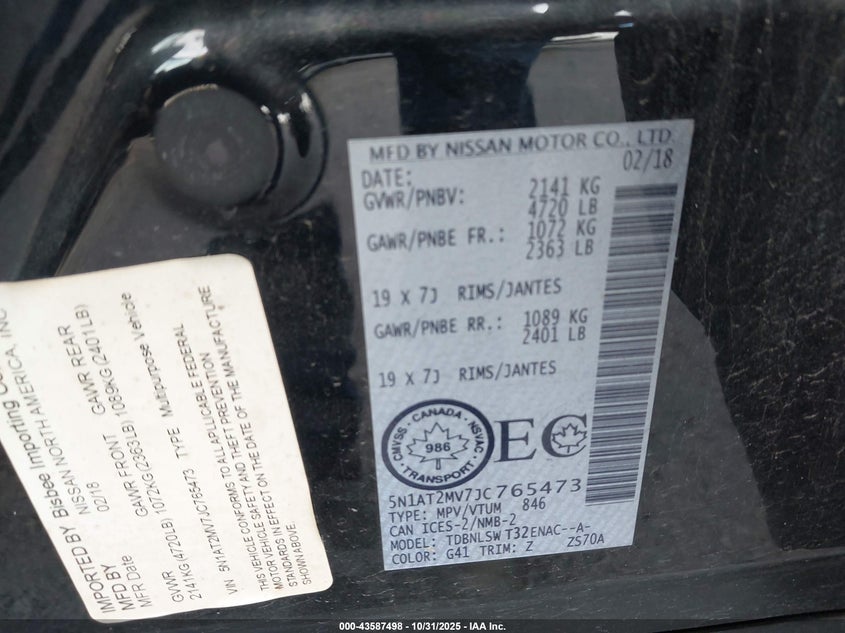 MFD BY NISSAN MOTOR CO., LTD.
DATE: 02/18
GVWR/PNBV: 2141 KG
4720 LB
GAWR/PNBE FR.: 1072 KG
2363 LB
19 X 7J RIMS/JANTES
GAWR/PNBE RR.: 1089 KG
2401 LB
19 X 7J RIMS/JANTES
CANADA
CMVSS NSVAC
986
TRANSPORT
EC
5N1AT2MV7JC765473
TYPE: MPV/VTUM 846
CAN ICES-2/NMB-2
MODEL: TDBNLSW T32ENAC--A-
COLOR: G41 TRIM: Z ZS70A
IMPORTED BY Bisbee Importing INC
MFD BY NISSAN NORTH AMERICA,
MFR Date 02/18
GVWR GAWR FRONT GAWR REAR
2141KG(4720LB) 1072KG(2363LB) 1089KG(2401LB)
VIN 5N1AT2MV7JC765473 TYPE Multipurpose Vehicle
THIS VEHICLE CONFORMS TO ALL APPLICABLE FEDERAL
MOTOR VEHICLE SAFETY AND THEFT PREVENTION
STANDARDS IN EFFECT ON THE DATE OF THE MANUFACTURE
SHOWN ABOVE.
000-43587498 - 10/31/2025 - IAA Inc.